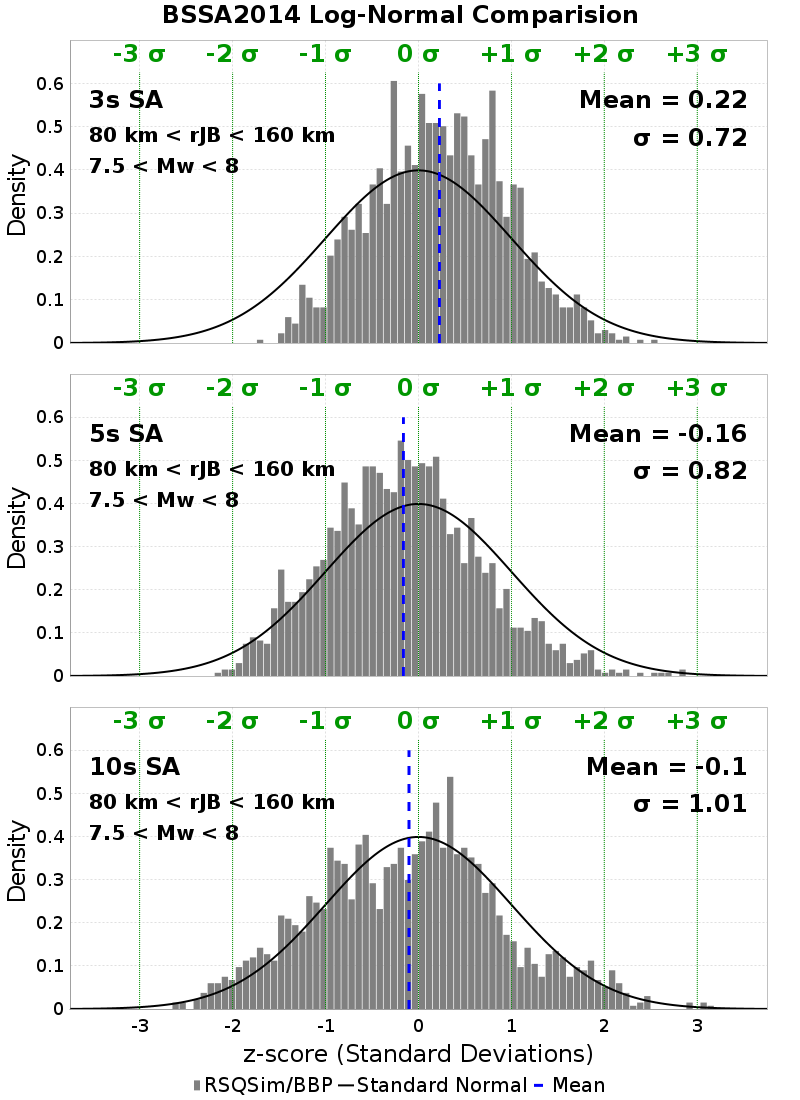 BSSA2014 Log-Normal Comparision
-3 σ -2 σ -1 σ 0 σ +1 σ +2 σ +3 σ
3s SA
80 km < rJB < 160 km
7.5 < Mw < 8
Mean = 0.22
σ = 0.72
Density
0.6
0.5
0.4
0.3
0.2
0.1
0
-3 σ -2 σ -1 σ 0 σ +1 σ +2 σ +3 σ
5s SA
80 km < rJB < 160 km
7.5 < Mw < 8
Mean = -0.16
σ = 0.82
Density
0.6
0.5
0.4
0.3
0.2
0.1
0
-3 σ -2 σ -1 σ 0 σ +1 σ +2 σ +3 σ
10s SA
80 km < rJB < 160 km
7.5 < Mw < 8
Mean = -0.1
σ = 1.01
Density
0.6
0.5
0.4
0.3
0.2
0.1
0
-3 -2 -1 0 1 2 3
z-score (Standard Deviations)
RSQSim/BBP Standard Normal Mean